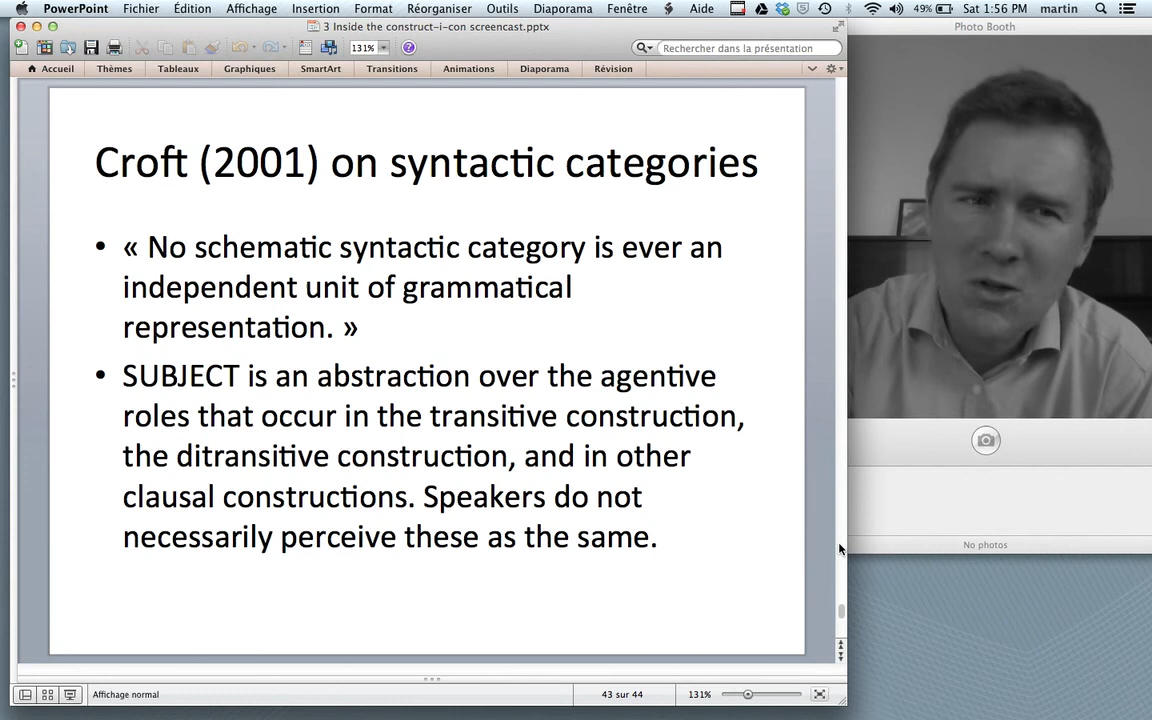 PowerPoint Fichier Édition Affichage Insertion Format Réorganiser Outils Diaporama Fenêtre Aide 49% Sat 1:56 PM martin
3 Inside the construct-i-con screencast.pptx
Photo Booth
131% Rechercher dans la présentation
Accueil Thèmes Tableaux Graphiques SmartArt Transitions Animations Diaporama Révision
Croft (2001) on syntactic categories
• « No schematic syntactic category is ever an
independent unit of grammatical
representation. »
• SUBJECT is an abstraction over the agentive
roles that occur in the transitive construction,
the ditransitive construction, and in other
clausal constructions. Speakers do not
necessarily perceive these as the same.
No photos
Affichage normal 43 sur 44 131%